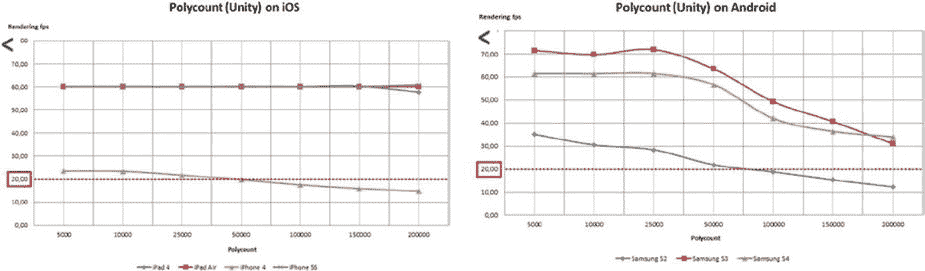 Polycount (Unity) on iOS
Rendering fps
00
70,00
60,00
50,00
40,00
30,00
20,00
10,00
0,00
5000 10000 25000 50000 100000 150000 200000
Polycount
iPad 4 iPad Air iPhone 4 iPhone 5S
Polycount (Unity) on Android
Rendering fps
80,00
70,00
60,00
50,00
40,00
30,00
20,00
10,00
0,00
5000 10000 25000 50000 100000 150000 200000
Polycount
Samsung S2 Samsung S3 Samsung S4